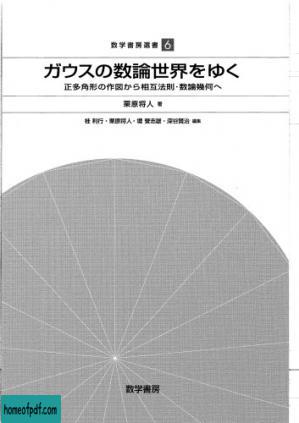 数学書房選書 6
ガウスの数論世界をゆく
正多角形の作図から相互法則・数論幾何へ
栗原将人 著
桂 利行・栗原将人・堤 誉志雄・深谷賢治 編集
数学書房
homeofpdf.com